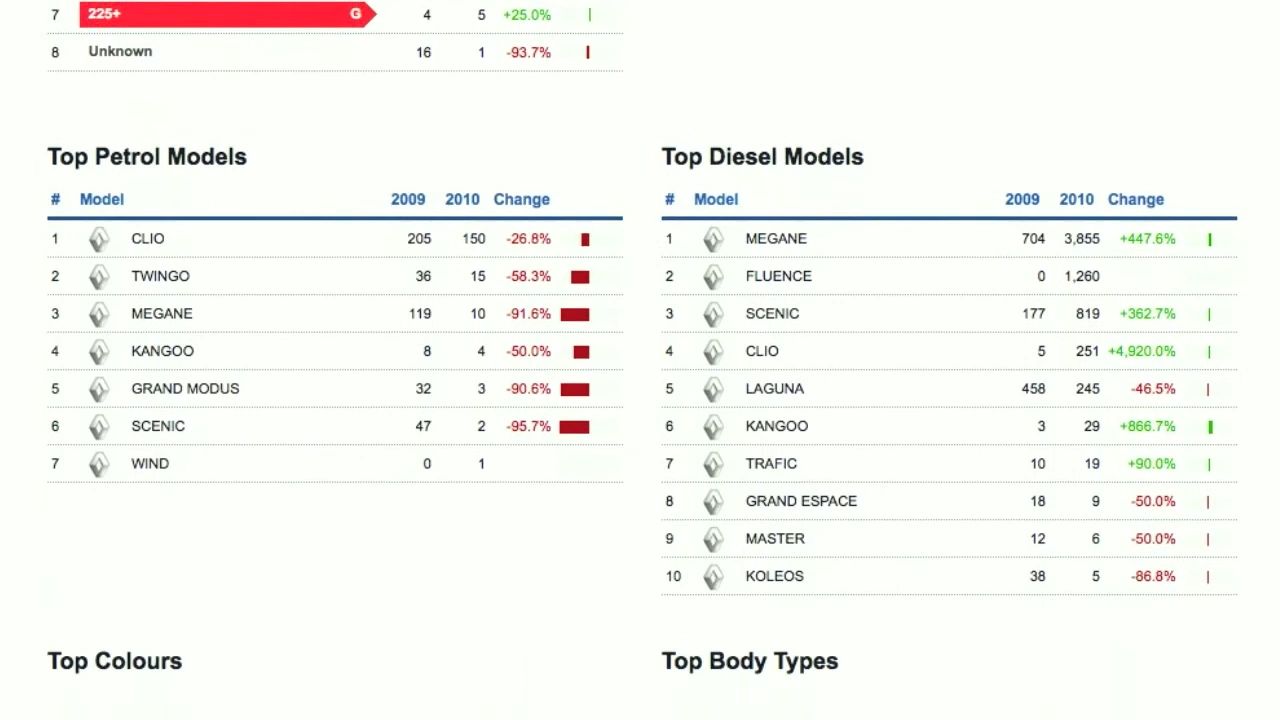 7 225+ G 4 5 +25.0%
8 Unknown 16 1 -93.7%
Top Petrol Models
# Model 2009 2010 Change
1 CLIO 205 150 -26.8%
2 TWINGO 36 15 -58.3%
3 MEGANE 119 10 -91.6%
4 KANGOO 8 4 -50.0%
5 GRAND MODUS 32 3 -90.6%
6 SCENIC 47 2 -95.7%
7 WIND 0 1
Top Diesel Models
# Model 2009 2010 Change
1 MEGANE 704 3,855 +447.6%
2 FLUENCE 0 1,260
3 SCENIC 177 819 +362.7%
4 CLIO 5 251 +4,920.0%
5 LAGUNA 458 245 -46.5%
6 KANGOO 3 29 +866.7%
7 TRAFIC 10 19 +90.0%
8 GRAND ESPACE 18 9 -50.0%
9 MASTER 12 6 -50.0%
10 KOLEOS 38 5 -86.8%
Top Colours
Top Body Types